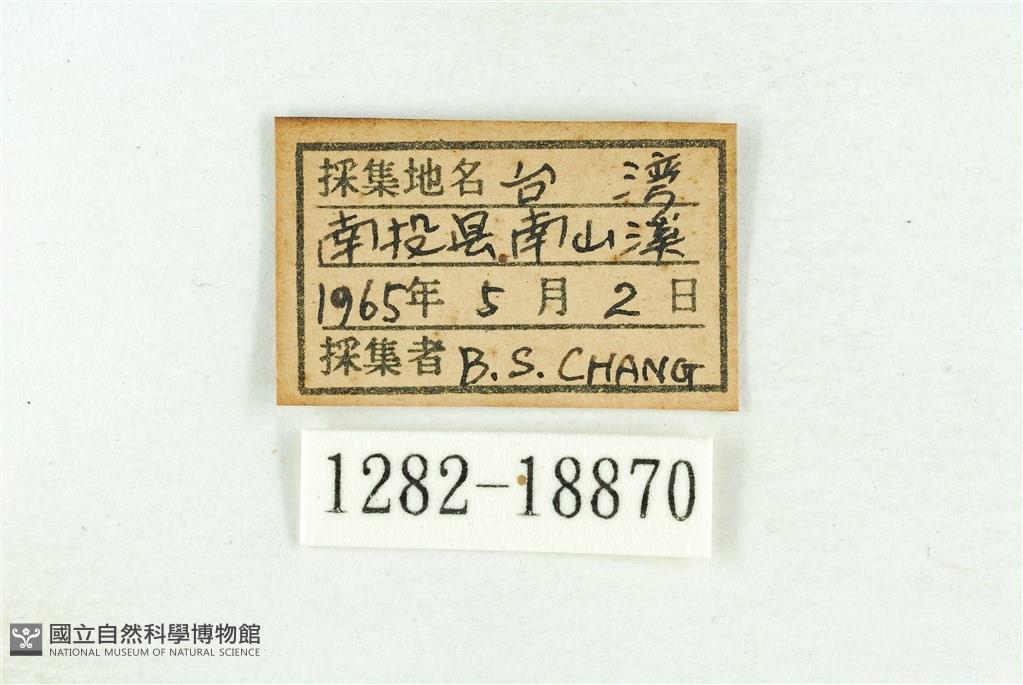 採集地名 台 湾
南投县南山溪
1965年 5 月 2 日
採集者 B.S. CHANG
1282-18870
國立自然科學博物館
NATIONAL MUSEUM OF NATURAL SCIENCE